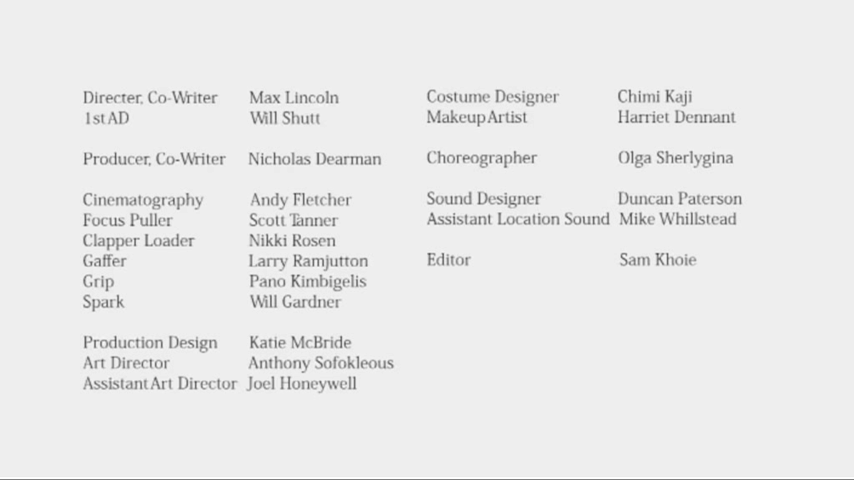 Directer, Co-Writer Max Lincoln
1st AD Will Shutt
Producer, Co-Writer Nicholas Dearman
Cinematography Andy Fletcher
Focus Puller Scott Tanner
Clapper Loader Nikki Rosen
Gaffer Larry Ramjutton
Grip Pano Kimbigelis
Spark Will Gardner
Production Design Katie McBride
Art Director Anthony Sofokleous
Assistant Art Director Joel Honeywell
Costume Designer Chimi Kaji
Makeup Artist Harriet Dennant
Choreographer Olga Sherlygina
Sound Designer Duncan Paterson
Assistant Location Sound Mike Whillstead
Editor Sam Khoie